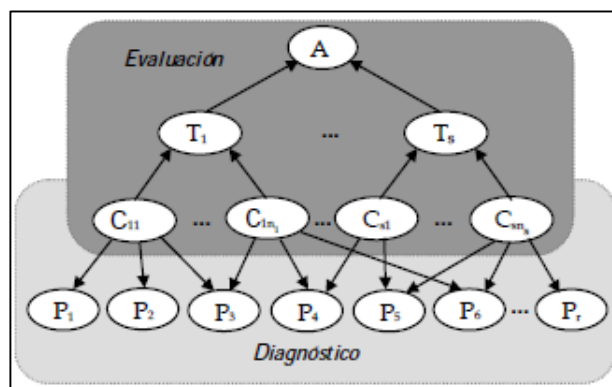 Evaluación A
T₁ ... Tₛ
C₁₁ ... C₁ₙ₁ ... Cₛ₁ ... Cₛₙₛ
P₁ P₂ P₃ P₄ P₅ P₆ ... Pᵣ
Diagnóstico